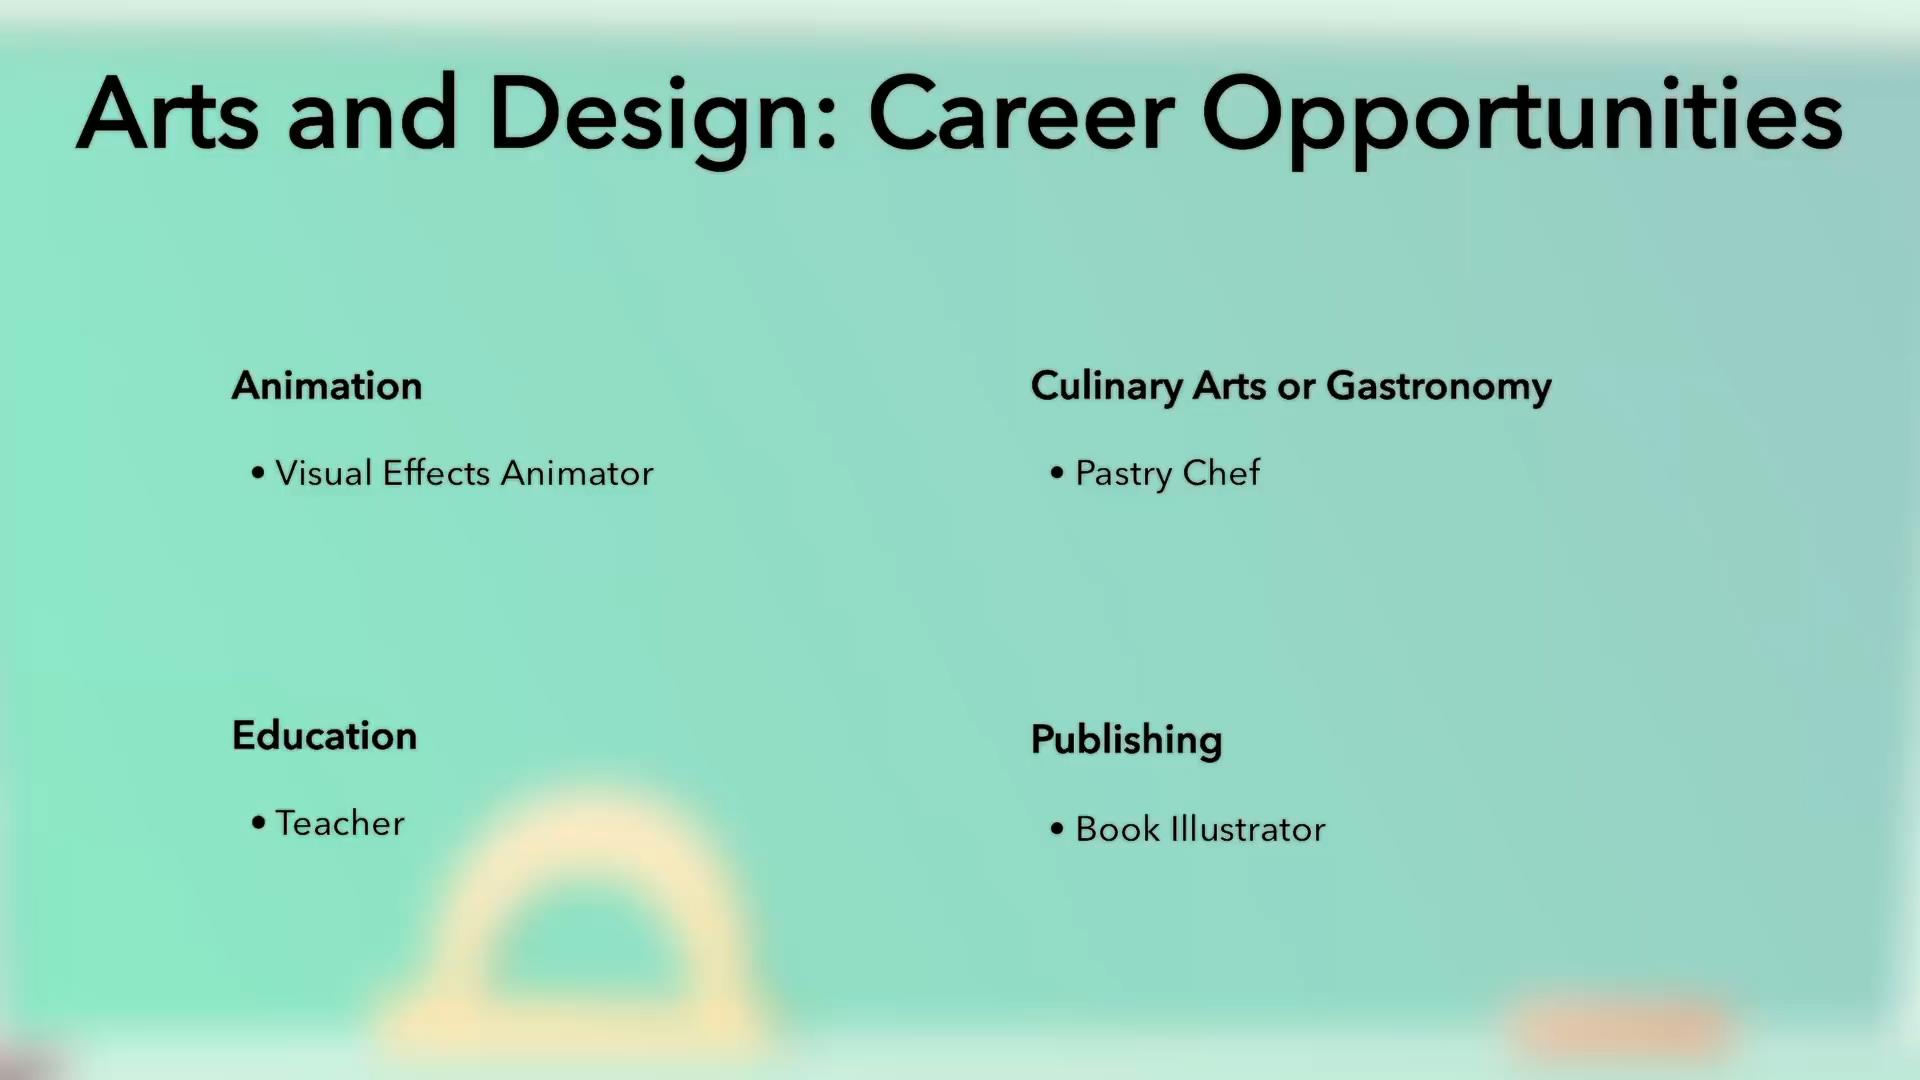 Arts and Design: Career Opportunities
Animation
• Visual Effects Animator
Culinary Arts or Gastronomy
• Pastry Chef
Education
• Teacher
Publishing
• Book Illustrator